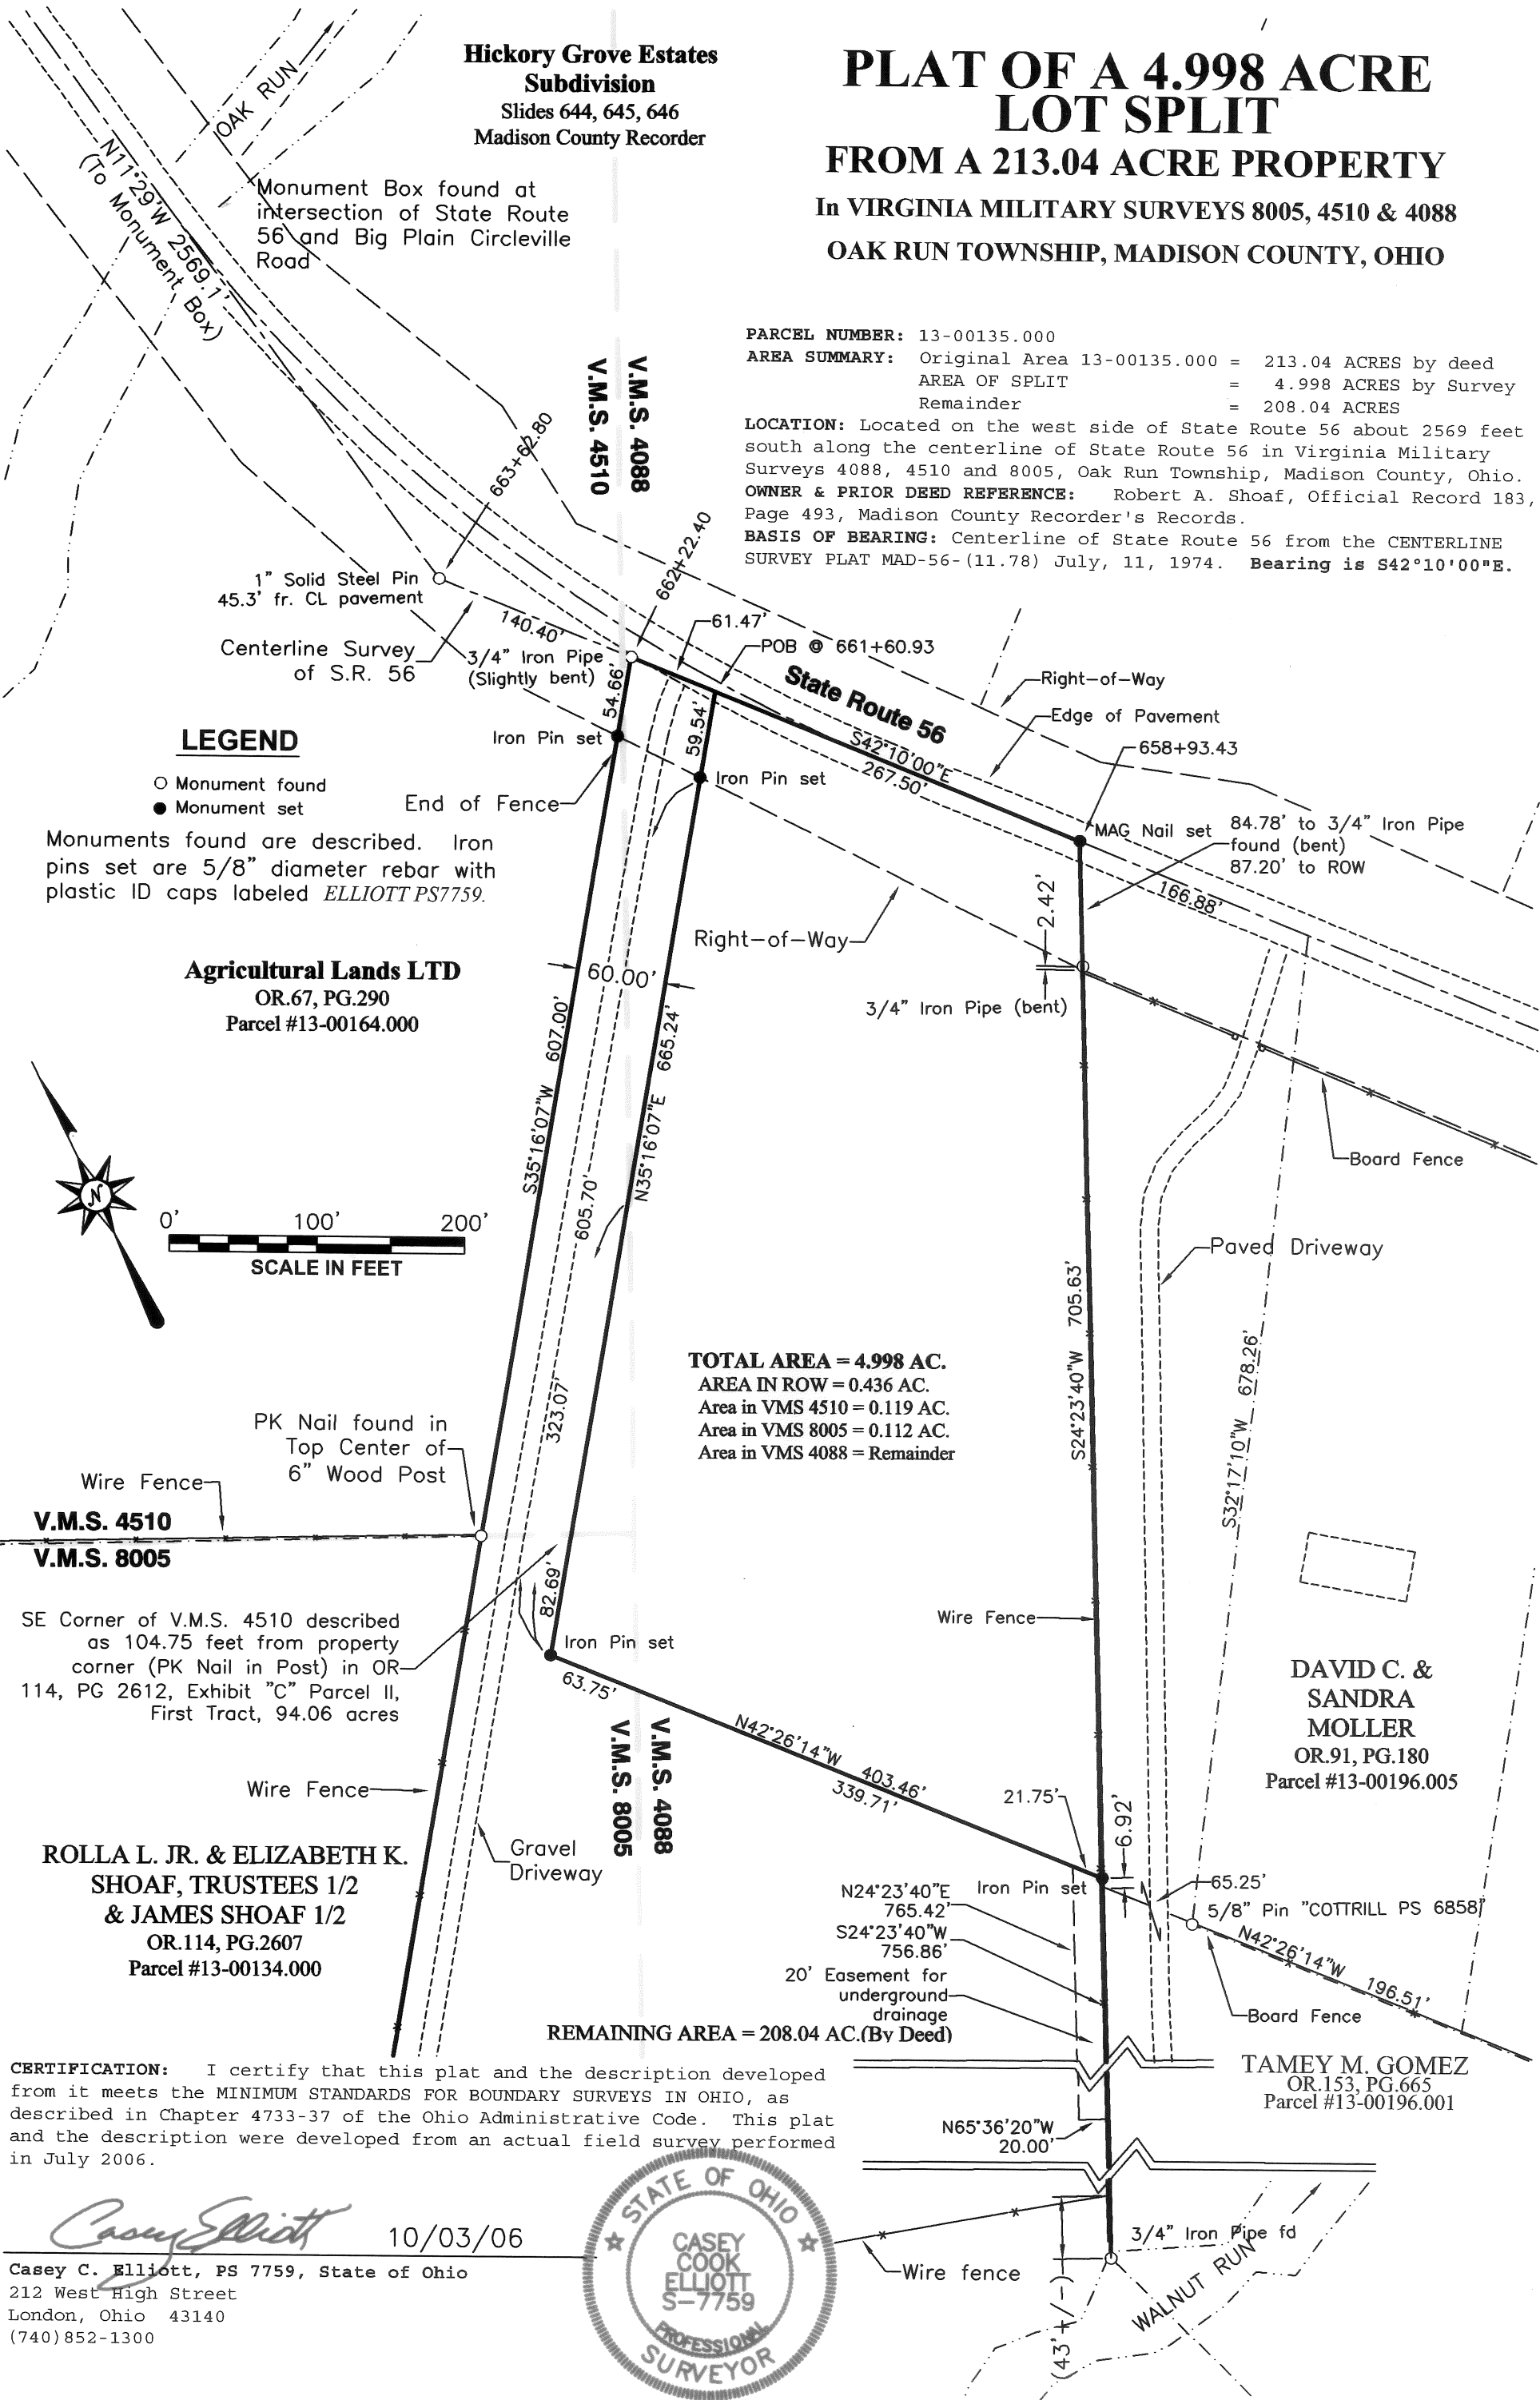 Hickory Grove Estates
Subdivision
Slides 644, 645, 646
Madison County Recorder
PLAT OF A 4.998 ACRE
LOT SPLIT
FROM A 213.04 ACRE PROPERTY
In VIRGINIA MILITARY SURVEYS 8005, 4510 & 4088
OAK RUN TOWNSHIP, MADISON COUNTY, OHIO
OAK RUN
N11°29'W 2569.1'
(To Monument Box)
Monument Box found at
intersection of State Route
56 and Big Plain Circleville
Road
PARCEL NUMBER: 13-00135.000
AREA SUMMARY: Original Area 13-00135.000 = 213.04 ACRES by deed
AREA OF SPLIT = 4.998 ACRES by Survey
Remainder = 208.04 ACRES
LOCATION: Located on the west side of State Route 56 about 2569 feet
south along the centerline of State Route 56 in Virginia Military
Surveys 4088, 4510 and 8005, Oak Run Township, Madison County, Ohio.
OWNER & PRIOR DEED REFERENCE: Robert A. Shoaf, Official Record 183,
Page 493, Madison County Recorder's Records.
BASIS OF BEARING: Centerline of State Route 56 from the CENTERLINE
SURVEY PLAT MAD-56-(11.78) July, 11, 1974. Bearing is S42°10'00"E.
V.M.S. 4510
V.M.S. 4088
663+62.80
662+22.40
1" Solid Steel Pin
45.3' fr. CL pavement
140.40'
61.47'
POB @ 661+60.93
Centerline Survey
of S.R. 56
3/4" Iron Pipe
(Slightly bent)
54.66'
59.54'
State Route 56
S42°10'00"E
267.50'
Right-of-Way
Edge of Pavement
658+93.43
LEGEND
Monument found
Monument set
Monuments found are described. Iron
pins set are 5/8" diameter rebar with
plastic ID caps labeled ELLIOTT PS7759.
Iron Pin set
Iron Pin set
End of Fence
MAG Nail set
84.78' to 3/4" Iron Pipe
found (bent)
87.20' to ROW
166.88'
2.42'
Right-of-Way
3/4" Iron Pipe (bent)
Agricultural Lands LTD
OR.67, PG.290
Parcel #13-00164.000
60.00'
S35°16'07"W 607.00'
N35°16'07"E 665.24'
605.70'
323.07'
Board Fence
Paved Driveway
N
0' 100' 200'
SCALE IN FEET
S24°23'40"W 705.63'
S32°17'10"W 678.26'
TOTAL AREA = 4.998 AC.
AREA IN ROW = 0.436 AC.
Area in VMS 4510 = 0.119 AC.
Area in VMS 8005 = 0.112 AC.
Area in VMS 4088 = Remainder
PK Nail found in
Top Center of
6" Wood Post
Wire Fence
V.M.S. 4510
V.M.S. 8005
SE Corner of V.M.S. 4510 described
as 104.75 feet from property
corner (PK Nail in Post) in OR
114, PG 2612, Exhibit "C" Parcel II,
First Tract, 94.06 acres
82.69'
Iron Pin set
63.75'
Wire Fence
N42°26'14"W 403.46'
339.71'
V.M.S. 8005
V.M.S. 4088
DAVID C. &
SANDRA
MOLLER
OR.91, PG.180
Parcel #13-00196.005
Wire Fence
Gravel
Driveway
ROLLA L. JR. & ELIZABETH K.
SHOAF, TRUSTEES 1/2
& JAMES SHOAF 1/2
OR.114, PG.2607
Parcel #13-00134.000
21.75'
6.92'
65.25'
Iron Pin set
5/8" Pin "COTTRILL PS 6858"
N42°26'14"W 196.51'
Board Fence
N24°23'40"E
765.42'
S24°23'40"W
756.86'
20' Easement for
underground
drainage
REMAINING AREA = 208.04 AC.(By Deed)
TAMEY M. GOMEZ
OR.153, PG.665
Parcel #13-00196.001
N65°36'20"W
20.00'
CERTIFICATION: I certify that this plat and the description developed
from it meets the MINIMUM STANDARDS FOR BOUNDARY SURVEYS IN OHIO, as
described in Chapter 4733-37 of the Ohio Administrative Code. This plat
and the description were developed from an actual field survey performed
in July 2006.
Casey Elliott 10/03/06
Casey C. Elliott, PS 7759, State of Ohio
212 West High Street
London, Ohio 43140
(740)852-1300
STATE OF OHIO
CASEY
COOK
ELLIOTT
S-7759
PROFESSIONAL
SURVEYOR
3/4" Iron Pipe fd
Wire fence
(43'+/-)
WALNUT RUN